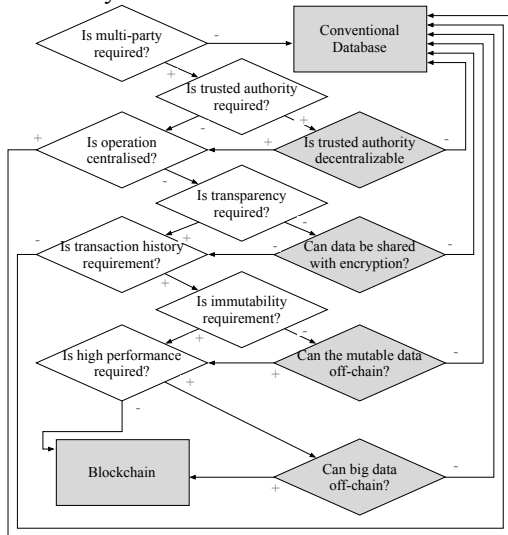 Is multi-party
required?
-
Conventional
Database
+
Is trusted authority
required?
+
-
+
Is operation
centralised?
+
Is trusted authority
decentralizable
-
-
Is transparency
required?
+
-
-
Is transaction history
requirement?
-
Can data be shared
with encryption?
-
+
Is immutability
requirement?
+
-
Is high performance
required?
+
Can the mutable data
off-chain?
-
+
-
Blockchain
+
Can big data
off-chain?
-